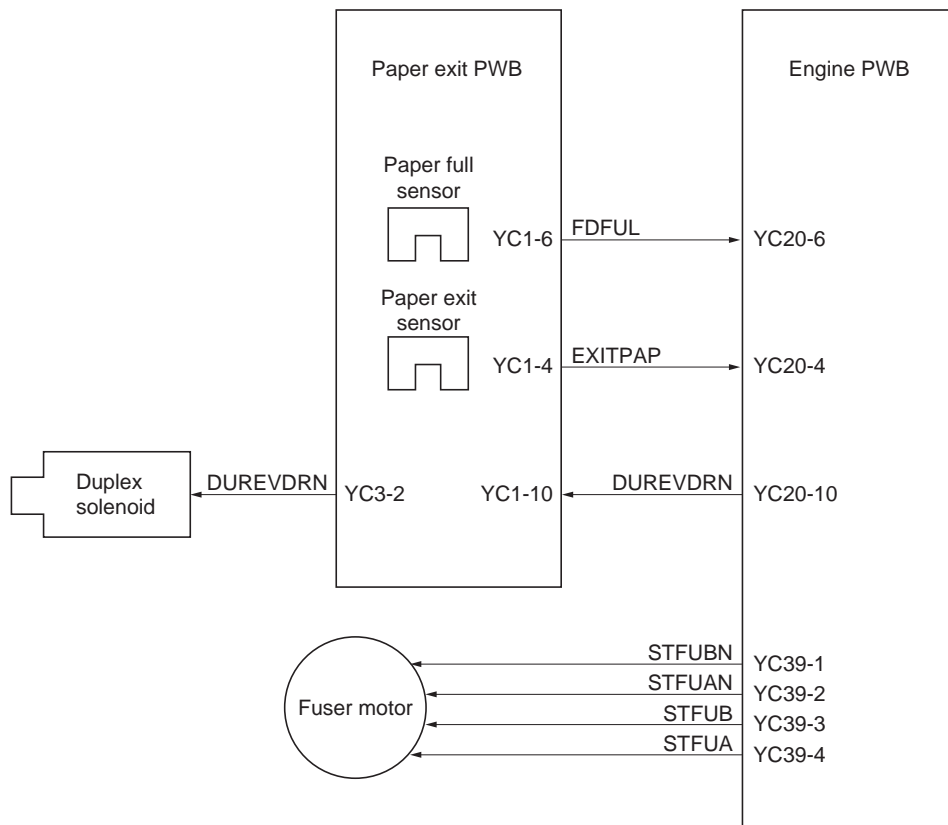 Paper exit PWB
Engine PWB
Paper full
sensor
YC1-6
FDFUL
YC20-6
Paper exit
sensor
YC1-4
EXITPAP
YC20-4
Duplex
solenoid
DUREVDRN
YC3-2
YC1-10
DUREVDRN
YC20-10
Fuser motor
STFUBN
YC39-1
STFUAN
YC39-2
STFUB
YC39-3
STFUA
YC39-4